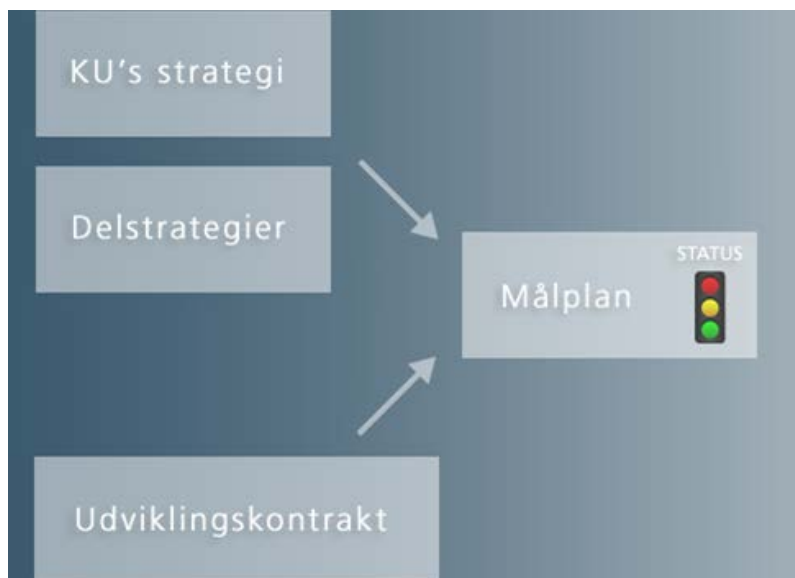 KU's strategi
Delstrategier
STATUS
Målplan
Udviklingskontrakt